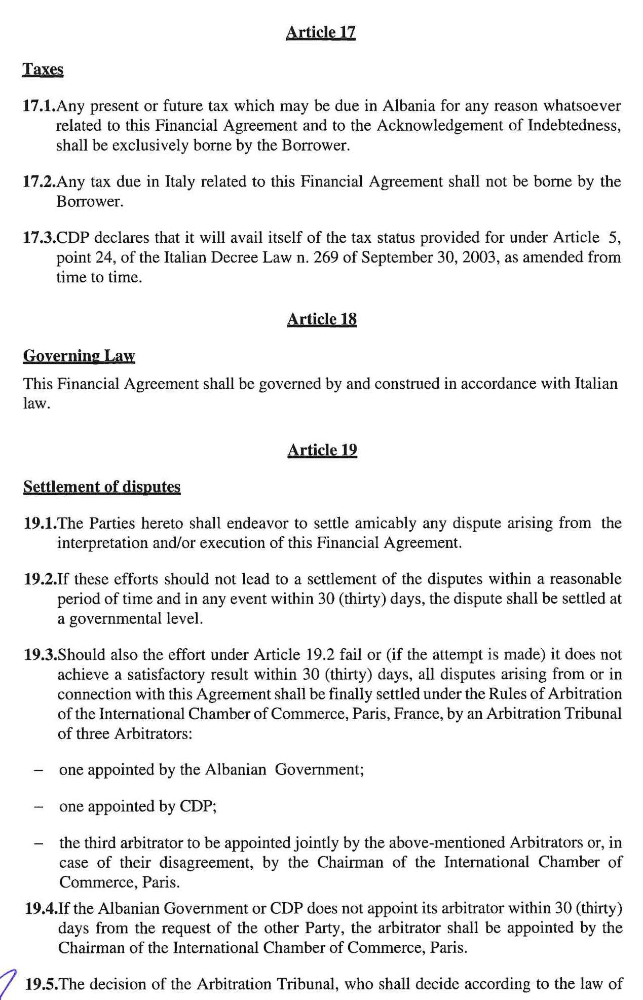 Article 17
Taxes
17.1.Any present or future tax which may be due in Albania for any reason whatsoever
related to this Financial Agreement and to the Acknowledgement of Indebtedness,
shall be exclusively borne by the Borrower.
17.2.Any tax due in Italy related to this Financial Agreement shall not be borne by the
Borrower.
17.3.CDP declares that it will avail itself of the tax status provided for under Article 5,
point 24, of the Italian Decree Law n. 269 of September 30, 2003, as amended from
time to time.
Article 18
Governing Law
This Financial Agreement shall be governed by and construed in accordance with Italian
law.
Article 19
Settlement of disputes
19.1.The Parties hereto shall endeavor to settle amicably any dispute arising from the
interpretation and/or execution of this Financial Agreement.
19.2.If these efforts should not lead to a settlement of the disputes within a reasonable
period of time and in any event within 30 (thirty) days, the dispute shall be settled at
a governmental level.
19.3.Should also the effort under Article 19.2 fail or (if the attempt is made) it does not
achieve a satisfactory result within 30 (thirty) days, all disputes arising from or in
connection with this Agreement shall be finally settled under the Rules of Arbitration
of the International Chamber of Commerce, Paris, France, by an Arbitration Tribunal
of three Arbitrators:
– one appointed by the Albanian Government;
– one appointed by CDP;
– the third arbitrator to be appointed jointly by the above-mentioned Arbitrators or, in
case of their disagreement, by the Chairman of the International Chamber of
Commerce, Paris.
19.4.If the Albanian Government or CDP does not appoint its arbitrator within 30 (thirty)
days from the request of the other Party, the arbitrator shall be appointed by the
Chairman of the International Chamber of Commerce, Paris.
19.5.The decision of the Arbitration Tribunal, who shall decide according to the law of